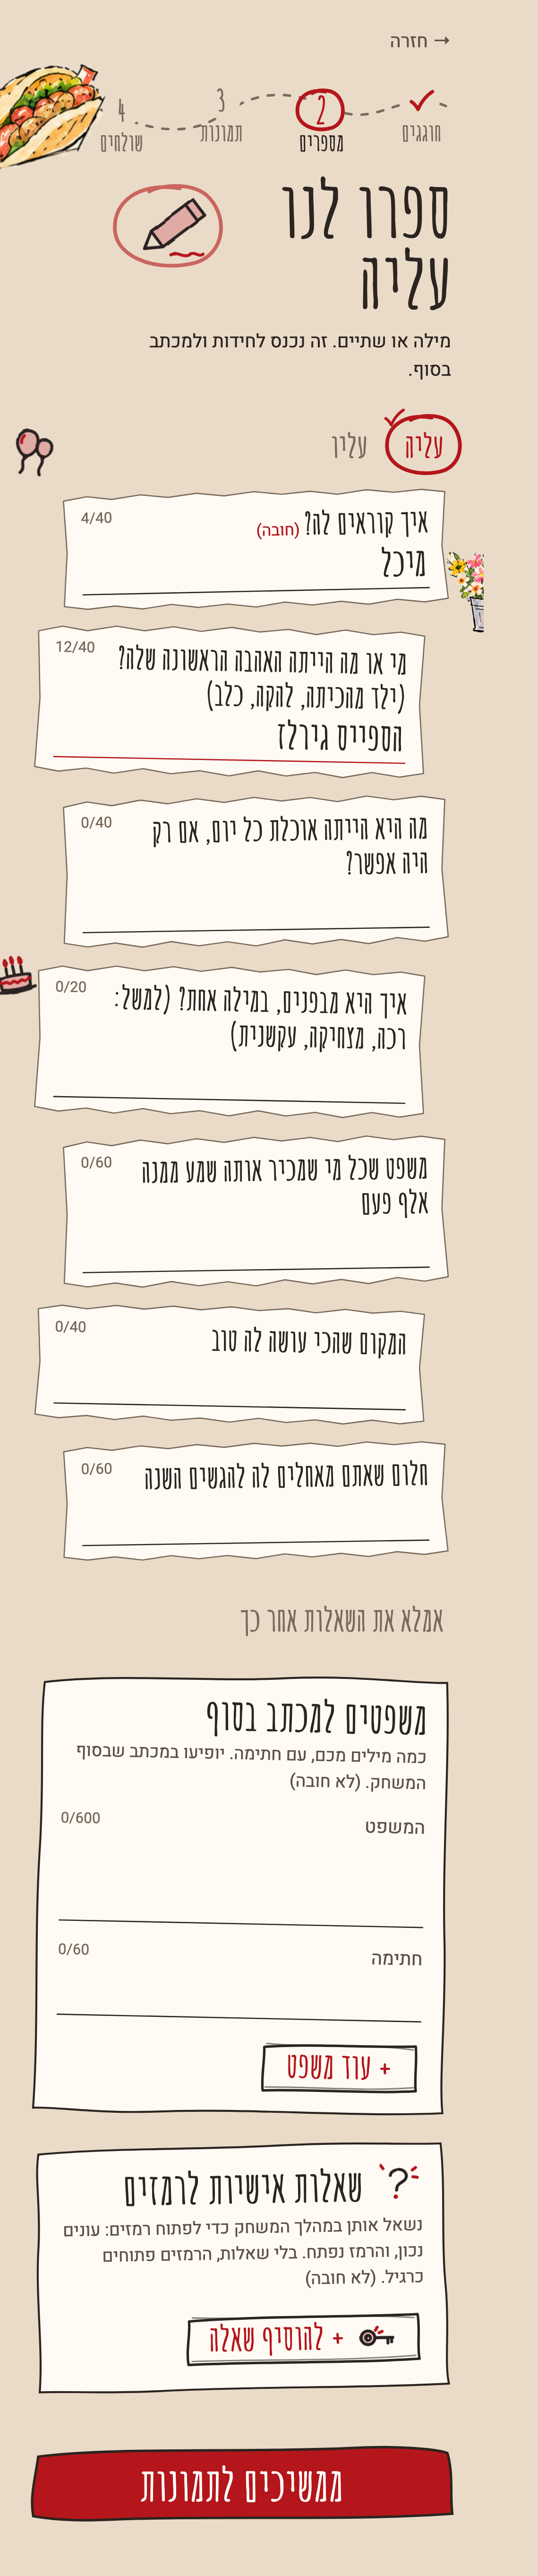 → חזרה
חוגגים
2
מספרים
3
תמונות
4
שולחים
ספרו לנו
עליה
מילה או שתיים. זה נכנס לחידות ולמכתב
בסוף.
עליה
עליו
איך קוראים לה? (חובה)
4/40
מיכל
מי או מה הייתה האהבה הראשונה שלה?
12/40
(ילד מהכיתה, להקה, כלב)
הספייס גירלז
מה היא הייתה אוכלת כל יום, אם רק
0/40
היה אפשר?
איך היא מבפנים, במילה אחת? (למשל:
0/20
רכה, מצחיקה, עקשנית)
משפט שכל מי שמכיר אותה שמע ממנה
0/60
אלף פעם
המקום שהכי עושה לה טוב
0/40
חלום שאתם מאחלים לה להגשים השנה
0/60
אמלא את השאלות אחר כך
משפטים למכתב בסוף
כמה מילים מכם, עם חתימה. יופיעו במכתב שבסוף
המשחק. (לא חובה)
המשפט
0/600
חתימה
0/60
+ עוד משפט
שאלות אישיות לרמזים
נשאל אותן במהלך המשחק כדי לפתוח רמזים: עונים
נכון, והרמז נפתח. בלי שאלות, הרמזים פתוחים
כרגיל. (לא חובה)
+ להוסיף שאלה
ממשיכים לתמונות